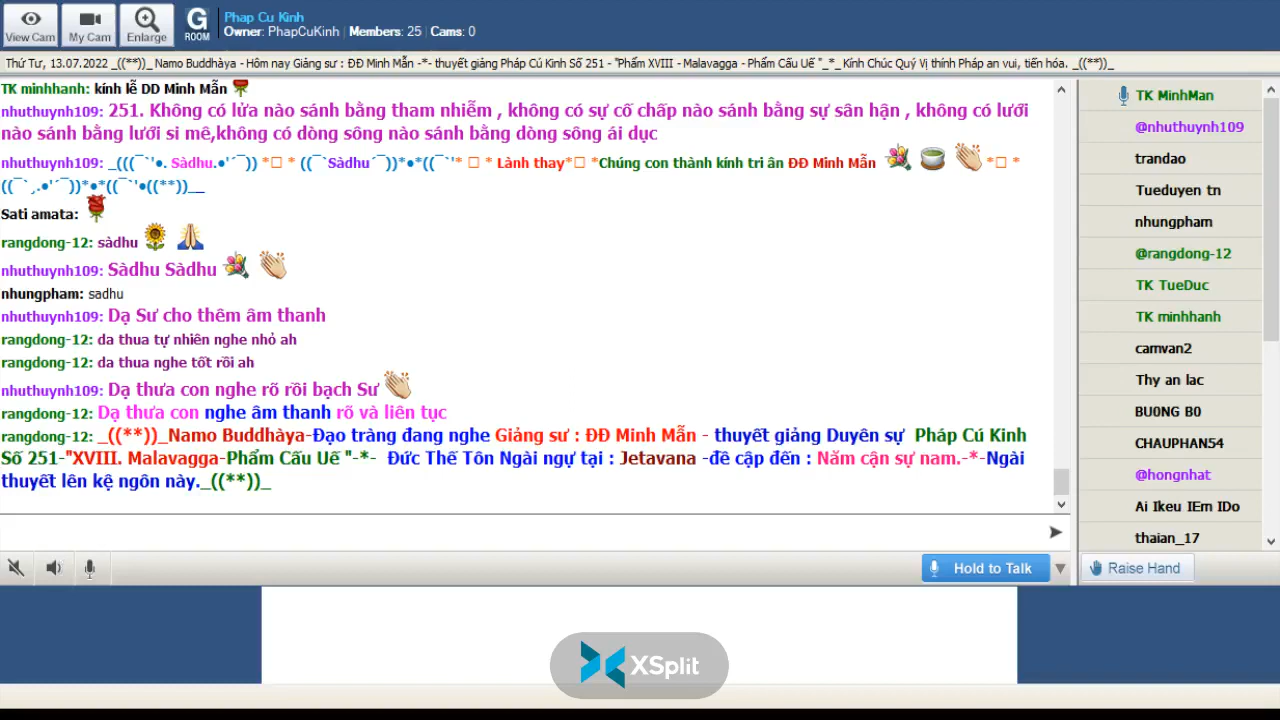 View Cam
My Cam
Enlarge
G
ROOM
Phap Cu Kinh
Owner: PhapCuKinh | Members: 25 | Cams: 0
Thứ Tư, 13.07.2022 _((**))_ Namo Buddhàya - Hôm nay Giảng sư : ĐĐ Minh Mẫn -*- thuyết giảng Pháp Cú Kinh Số 251 - "Phẩm XVIII - Malavagga - Phẩm Cấu Uế "_*_ Kính Chúc Quý Vị thính Pháp an vui, tiến hóa. _((**))_
TK minhhanh: kính lễ DD Minh Mẫn
nhuthuynh109: 251. Không có lửa nào sánh bằng tham nhiễm , không có sự cố chấp nào sánh bằng sự sân hận , không có lưới
nào sánh bằng lưới si mê,không có dòng sông nào sánh bằng dòng sông ái dục
nhuthuynh109: _(((¯`'●. Sàdhu.●'´¯)) *□ * ((¯`Sàdhu´¯))*●*((¯`'* □ * Lành thay*□ *Chúng con thành kính tri ân ĐĐ Minh Mẫn *□ *
((¯`¸.●'´¯))*●*((¯`'●((**))__
Sati amata:
rangdong-12: sàdhu
nhuthuynh109: Sàdhu Sàdhu
nhungpham: sadhu
nhuthuynh109: Dạ Sư cho thêm âm thanh
rangdong-12: da thua tự nhiên nghe nhỏ ah
rangdong-12: da thua nghe tốt rồi ah
nhuthuynh109: Dạ thưa con nghe rõ rồi bạch Sư
rangdong-12: Dạ thưa con nghe âm thanh rõ và liên tục
rangdong-12: _((**))_Namo Buddhàya-Đạo tràng đang nghe Giảng sư : ĐĐ Minh Mẫn - thuyết giảng Duyên sự Pháp Cú Kinh
Số 251-"XVIII. Malavagga-Phẩm Cấu Uế "-*- Đức Thế Tôn Ngài ngự tại : Jetavana -đề cập đến : Năm cận sự nam.-*-Ngài
thuyết lên kệ ngôn này._((**))_
TK MinhMan
@nhuthuynh109
trandao
Tueduyen tn
nhungpham
@rangdong-12
TK TueDuc
TK minhhanh
camvan2
Thy an lac
BU0NG B0
CHAUPHAN54
@hongnhat
Ai Ikeu IEm IDo
thaian_17
Hold to Talk
Raise Hand
XSplit